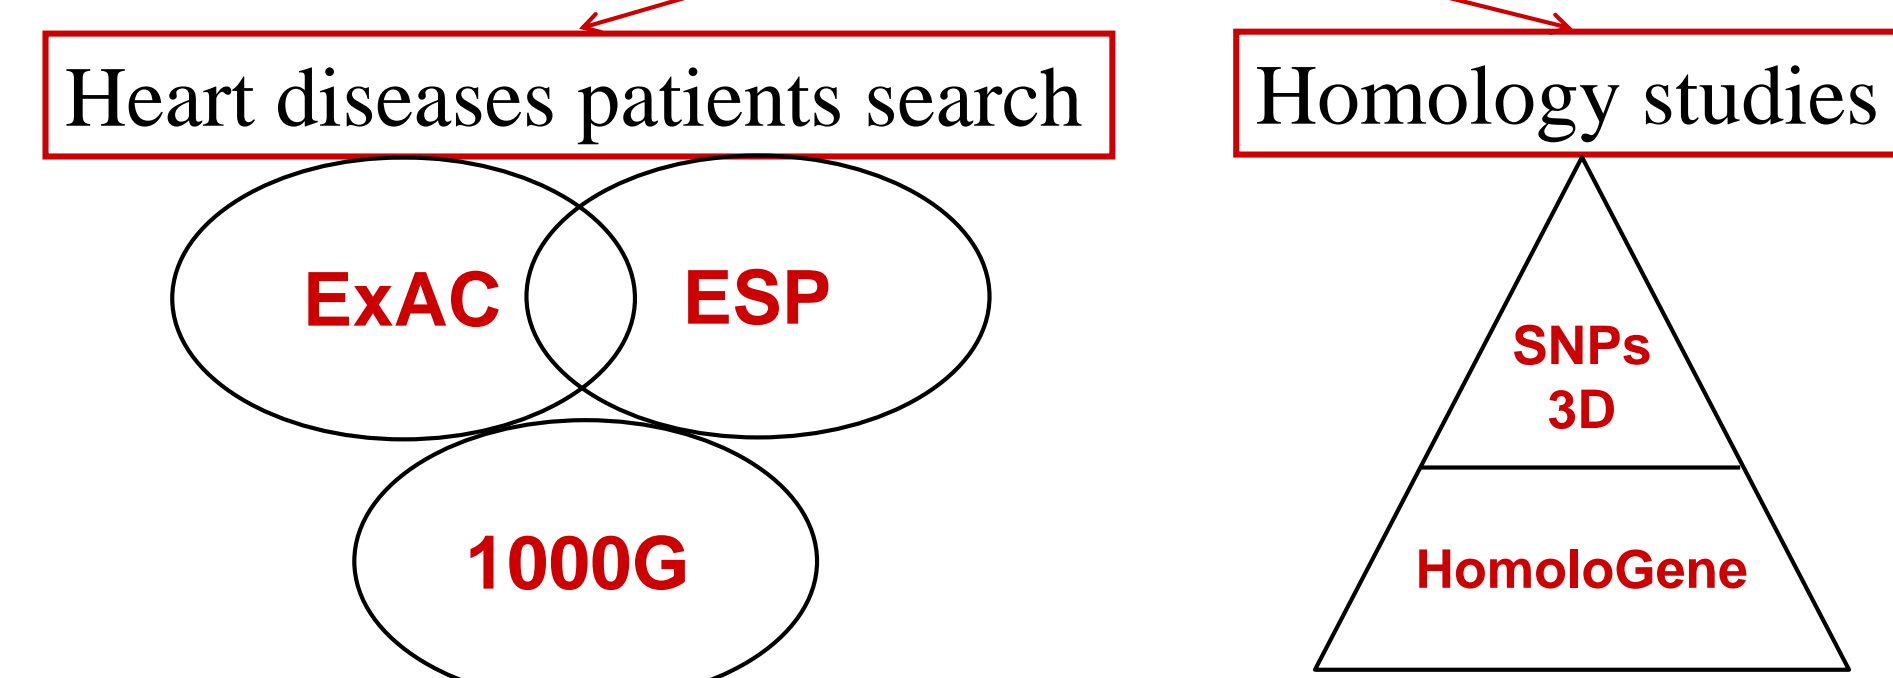 Heart diseases patients search
Homology studies
ExAC
ESP
1000G
SNPs
3D
HomoloGene